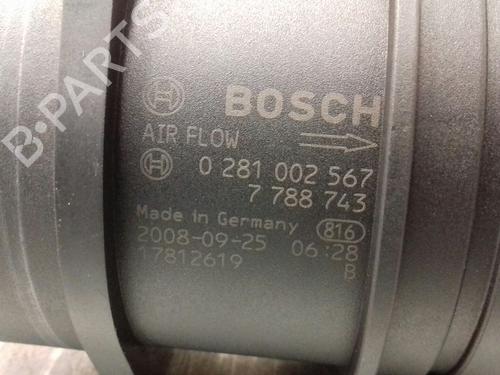 B-PARTS
BOSCH
AIR FLOW
0 281 002 567
7 788 743
Made in Germany 816
2008-09-25 06:28
17812619 B